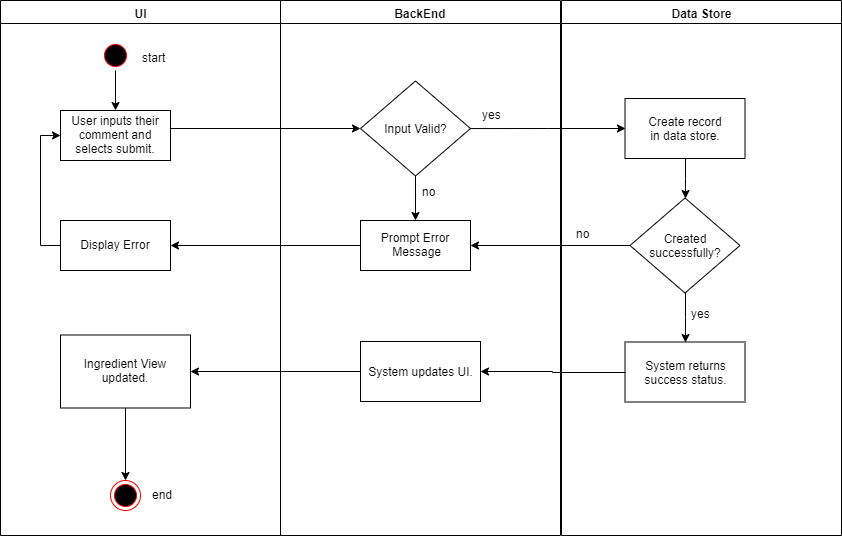 UI
BackEnd
Data Store
start
User inputs their
comment and
selects submit.
Input Valid?
yes
Create record
in data store.
no
Display Error
Prompt Error
Message
no
Created
successfully?
yes
Ingredient View
updated.
System updates UI.
System returns
success status.
end